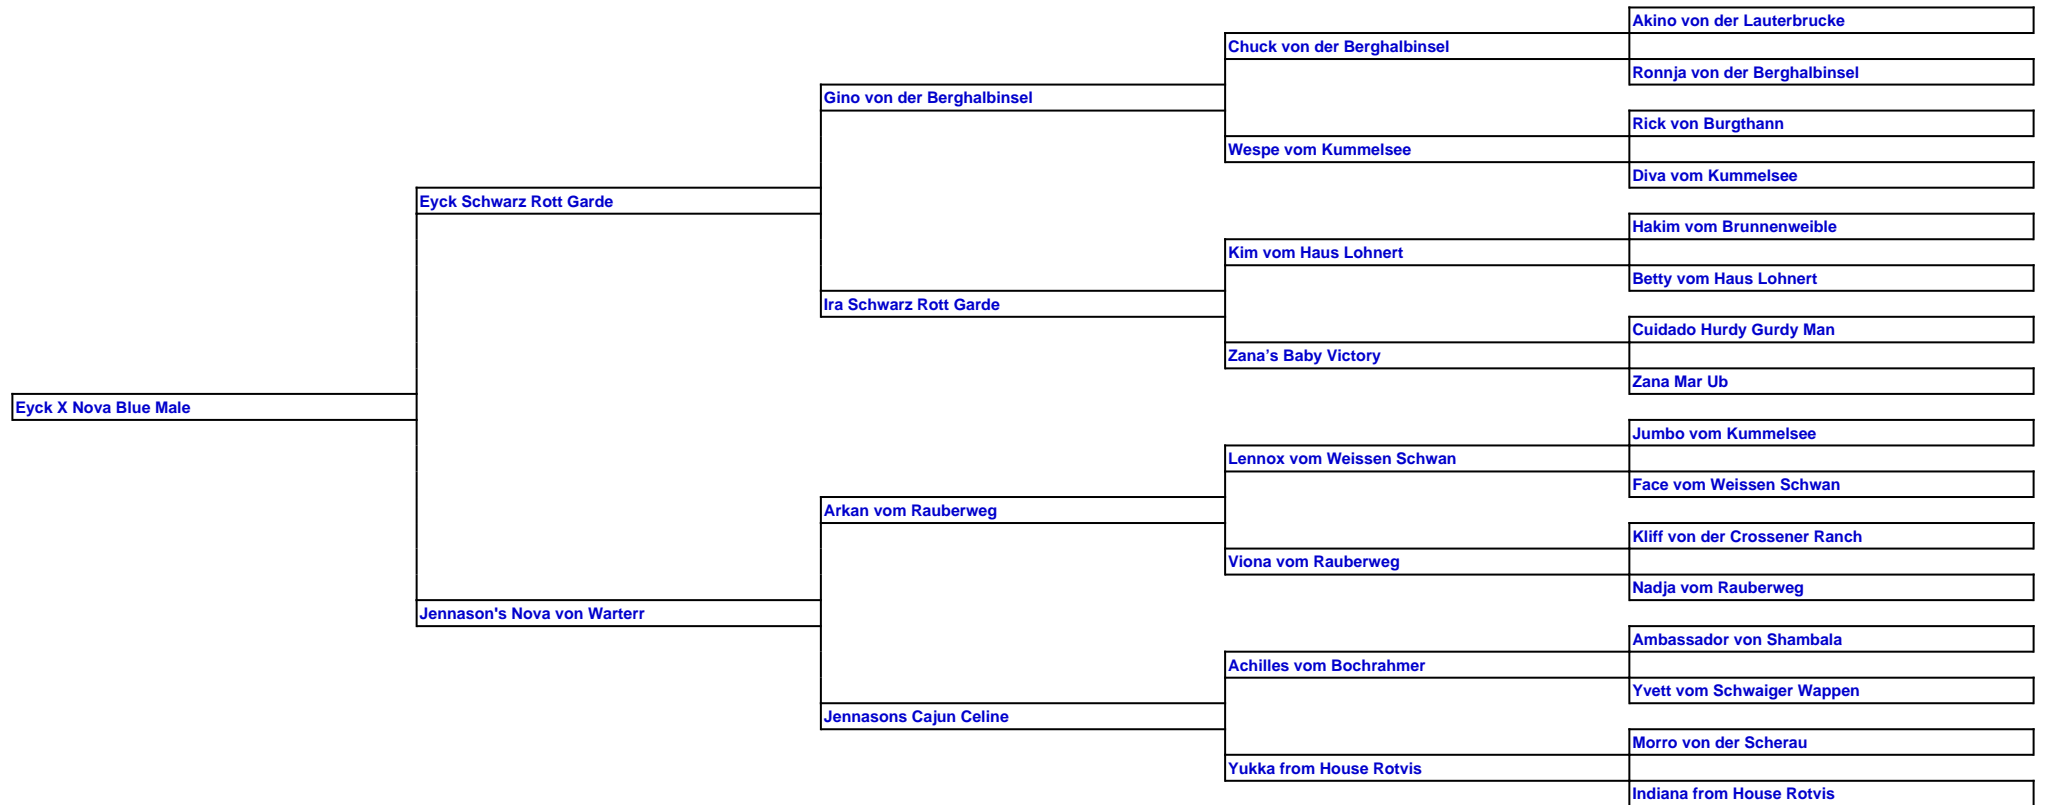 Akino von der Lauterbrucke
Chuck von der Berghalbinsel
Ronnja von der Berghalbinsel
Gino von der Berghalbinsel
Rick von Burgthann
Wespe vom Kummelsee
Diva vom Kummelsee
Eyck Schwarz Rott Garde
Hakim vom Brunnenweible
Kim vom Haus Lohnert
Betty vom Haus Lohnert
Ira Schwarz Rott Garde
Cuidado Hurdy Gurdy Man
Zana’s Baby Victory
Zana Mar Ub
Eyck X Nova Blue Male
Jumbo vom Kummelsee
Lennox vom Weissen Schwan
Face vom Weissen Schwan
Arkan vom Rauberweg
Kliff von der Crossener Ranch
Viona vom Rauberweg
Nadja vom Rauberweg
Jennason's Nova von Warterr
Ambassador von Shambala
Achilles vom Bochrahmer
Yvett vom Schwaiger Wappen
Jennasons Cajun Celine
Morro von der Scherau
Yukka from House Rotvis
Indiana from House Rotvis